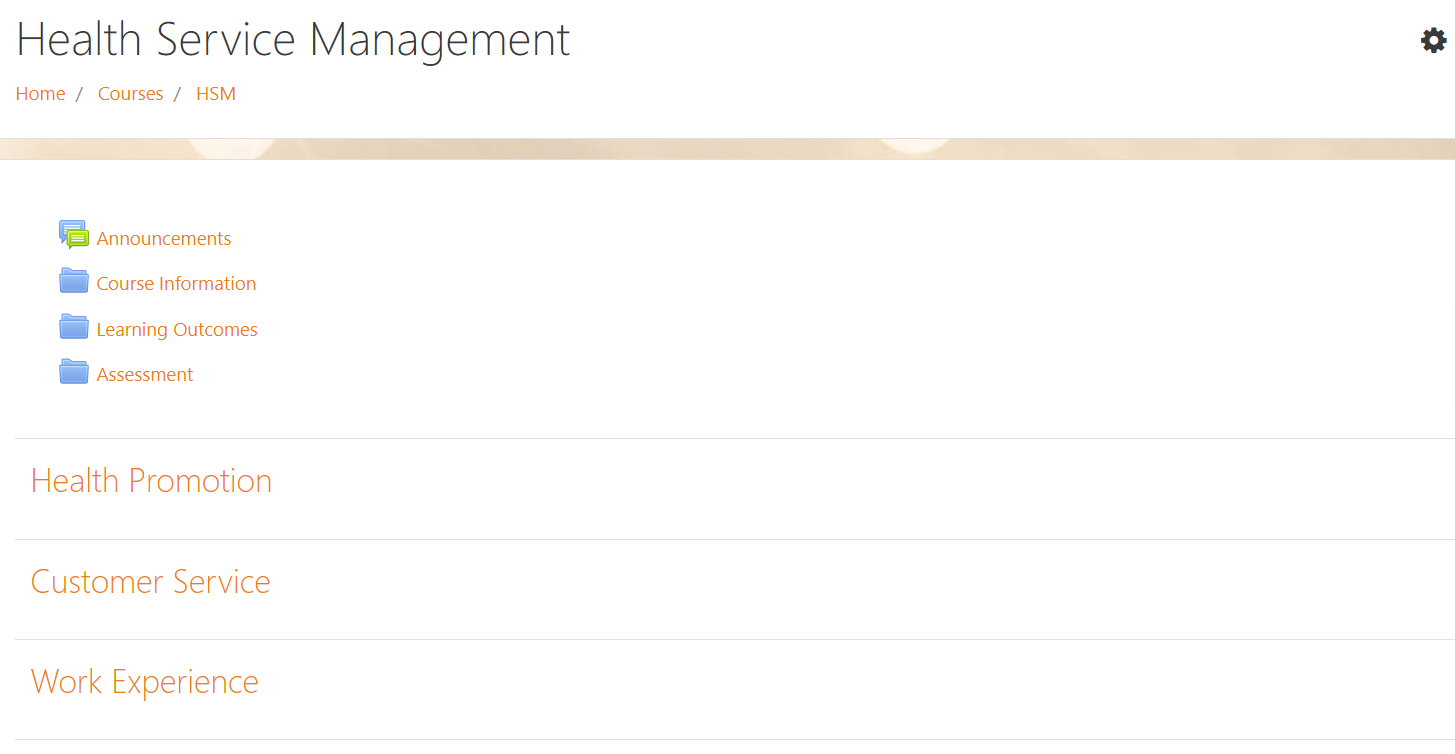 Health Service Management
Home / Courses / HSM
Announcements
Course Information
Learning Outcomes
Assessment
Health Promotion
Customer Service
Work Experience